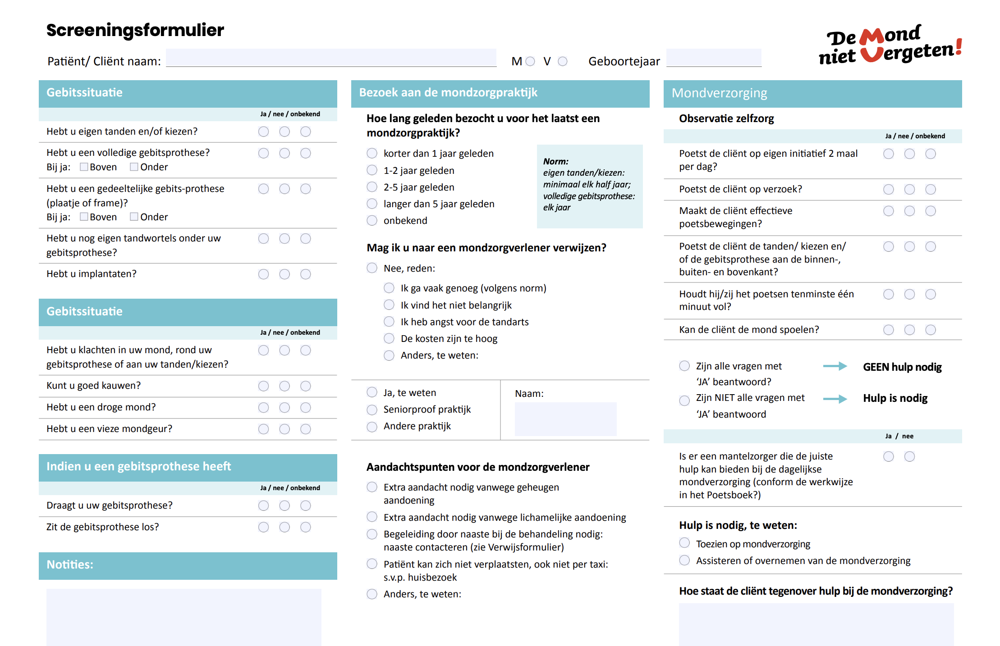 Screeningsformulier
De Mond
niet Vergeten!
Patiënt/ Cliënt naam:
M
V
Geboortejaar
Gebitssituatie
Ja / nee / onbekend
Hebt u eigen tanden en/of kiezen?
Hebt u een volledige gebitsprothese?
Bij ja: Boven Onder
Hebt u een gedeeltelijke gebits-prothese
(plaatje of frame)?
Bij ja: Boven Onder
Hebt u nog eigen tandwortels onder uw
gebitsprothese?
Hebt u implantaten?
Gebitssituatie
Ja / nee / onbekend
Hebt u klachten in uw mond, rond uw
gebitsprothese of aan uw tanden/kiezen?
Kunt u goed kauwen?
Hebt u een droge mond?
Hebt u een vieze mondgeur?
Indien u een gebitsprothese heeft
Ja / nee / onbekend
Draagt u uw gebitsprothese?
Zit de gebitsprothese los?
Notities:
Bezoek aan de mondzorgpraktijk
Hoe lang geleden bezocht u voor het laatst een
mondzorgpraktijk?
korter dan 1 jaar geleden
1-2 jaar geleden
2-5 jaar geleden
langer dan 5 jaar geleden
onbekend
Norm:
eigen tanden/kiezen:
minimaal elk half jaar;
volledige gebitsprothese:
elk jaar
Mag ik u naar een mondzorgverlener verwijzen?
Nee, reden:
Ik ga vaak genoeg (volgens norm)
Ik vind het niet belangrijk
Ik heb angst voor de tandarts
De kosten zijn te hoog
Anders, te weten:
Ja, te weten
Seniorproof praktijk
Andere praktijk
Naam:
Aandachtspunten voor de mondzorgverlener
Extra aandacht nodig vanwege geheugen
aandoening
Extra aandacht nodig vanwege lichamelijke aandoening
Begeleiding door naaste bij de behandeling nodig:
naaste contacteren (zie Verwijsformulier)
Patiënt kan zich niet verplaatsten, ook niet per taxi:
s.v.p. huisbezoek
Anders, te weten:
Mondverzorging
Observatie zelfzorg
Ja / nee / onbekend
Poetst de cliënt op eigen initiatief 2 maal
per dag?
Poetst de cliënt op verzoek?
Maakt de cliënt effectieve
poetsbewegingen?
Poetst de cliënt de tanden/ kiezen en/
of de gebitsprothese aan de binnen-,
buiten- en bovenkant?
Houdt hij/zij het poetsen tenminste één
minuut vol?
Kan de cliënt de mond spoelen?
Zijn alle vragen met
‘JA’ beantwoord?
GEEN hulp nodig
Zijn NIET alle vragen met
‘JA’ beantwoord
Hulp is nodig
Ja / nee
Is er een mantelzorger die de juiste
hulp kan bieden bij de dagelijkse
mondverzorging (conform de werkwijze
in het Poetsboek?)
Hulp is nodig, te weten:
Toezien op mondverzorging
Assisteren of overnemen van de mondverzorging
Hoe staat de cliënt tegenover hulp bij de mondverzorging?